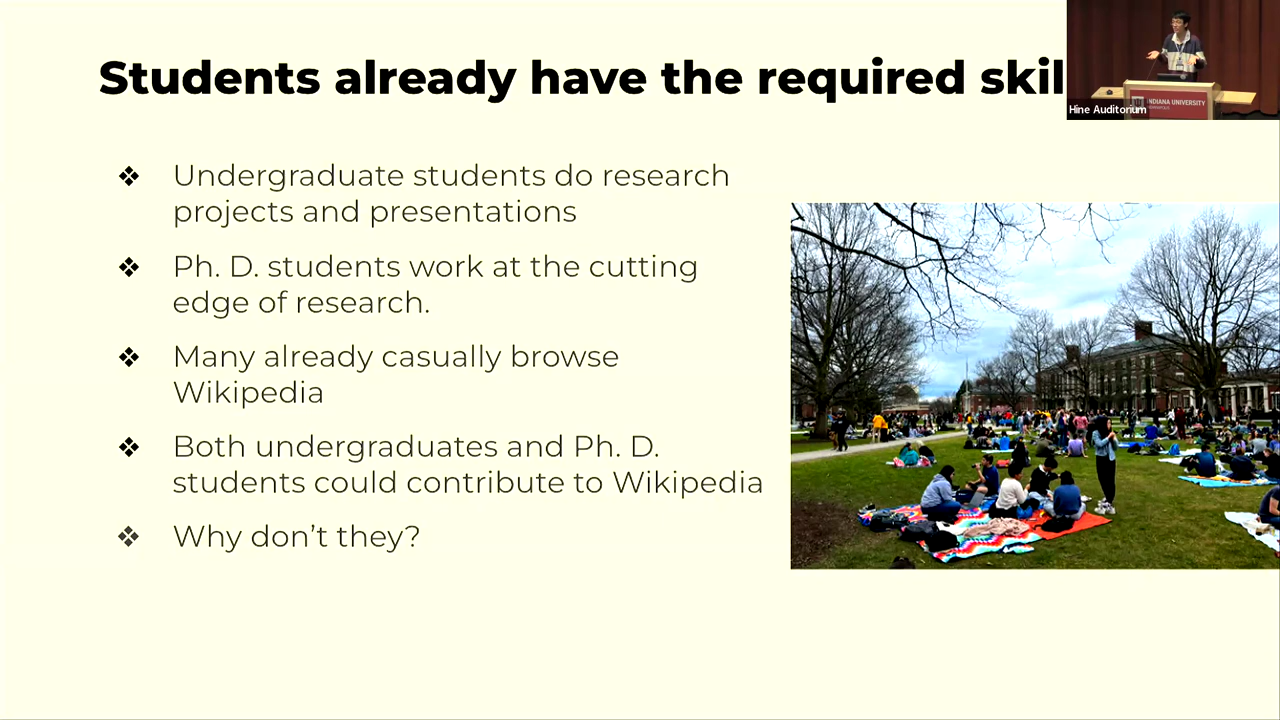 Students already have the required skil
Hine Auditorium
INDIANA UNIVERSITY
INDIANAPOLIS
❖ Undergraduate students do research
projects and presentations
❖ Ph. D. students work at the cutting
edge of research.
❖ Many already casually browse
Wikipedia
❖ Both undergraduates and Ph. D.
students could contribute to Wikipedia
❖ Why don’t they?